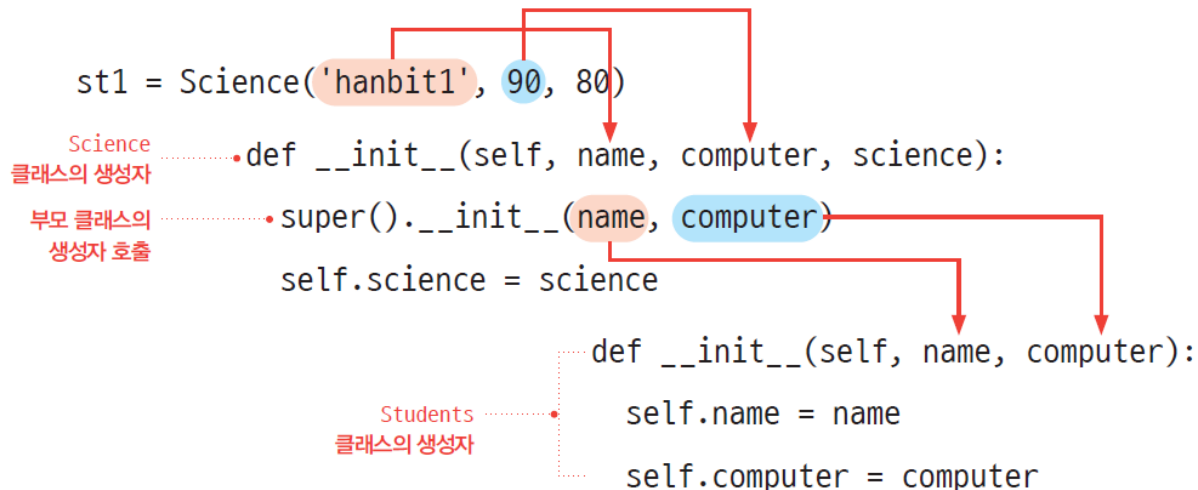 st1 = Science('hanbit1', 90, 80)
Science
클래스의 생성자
def __init__(self, name, computer, science):
부모 클래스의
생성자 호출
super().__init__(name, computer)
self.science = science
def __init__(self, name, computer):
Students
클래스의 생성자
self.name = name
self.computer = computer